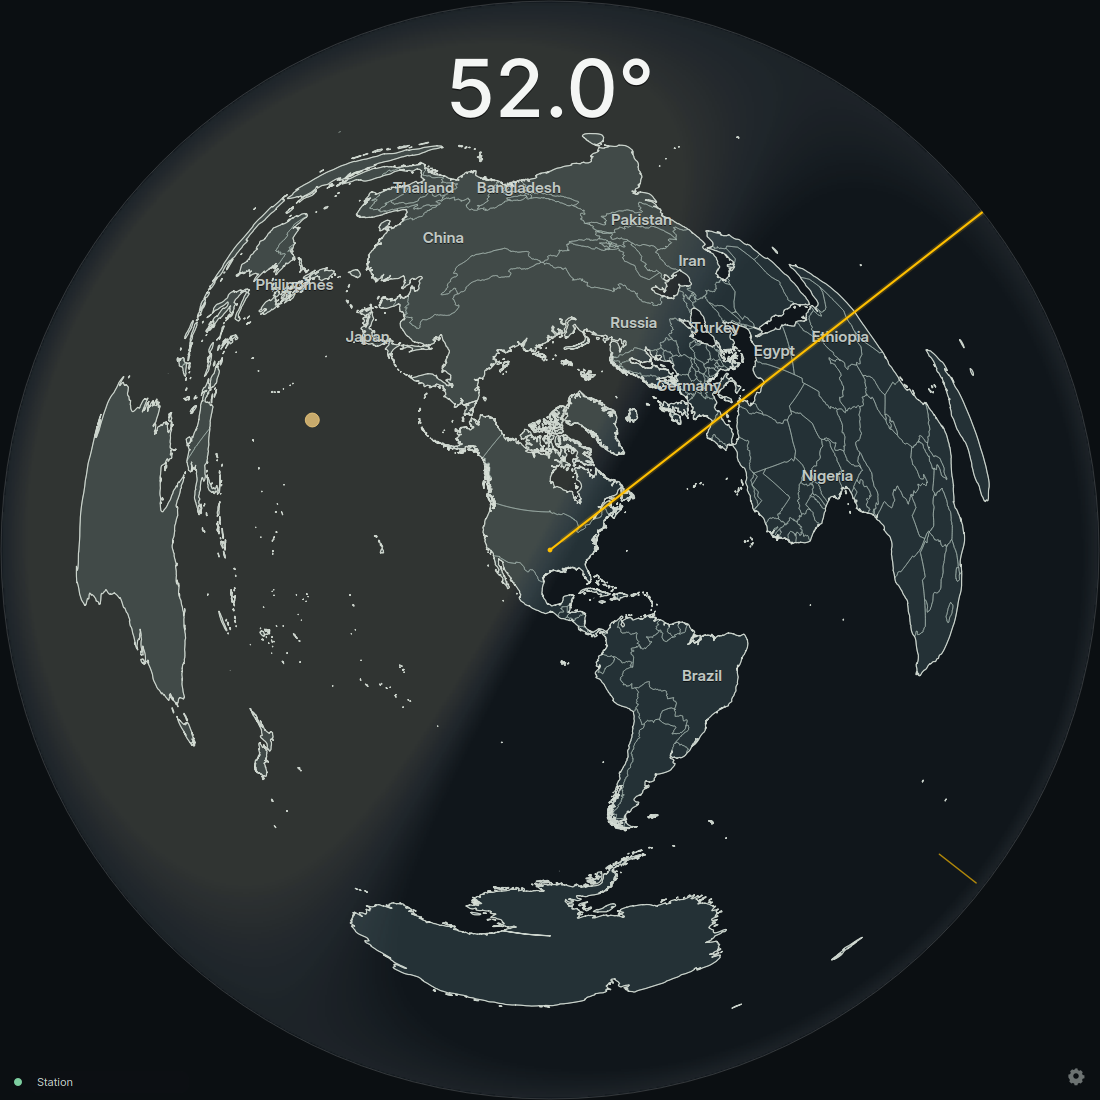 52.0°
Thailand
Bangladesh
Pakistan
China
Iran
Philippines
Russia
Turkey
Japan
Ethiopia
Egypt
Germany
Nigeria
Brazil
Station